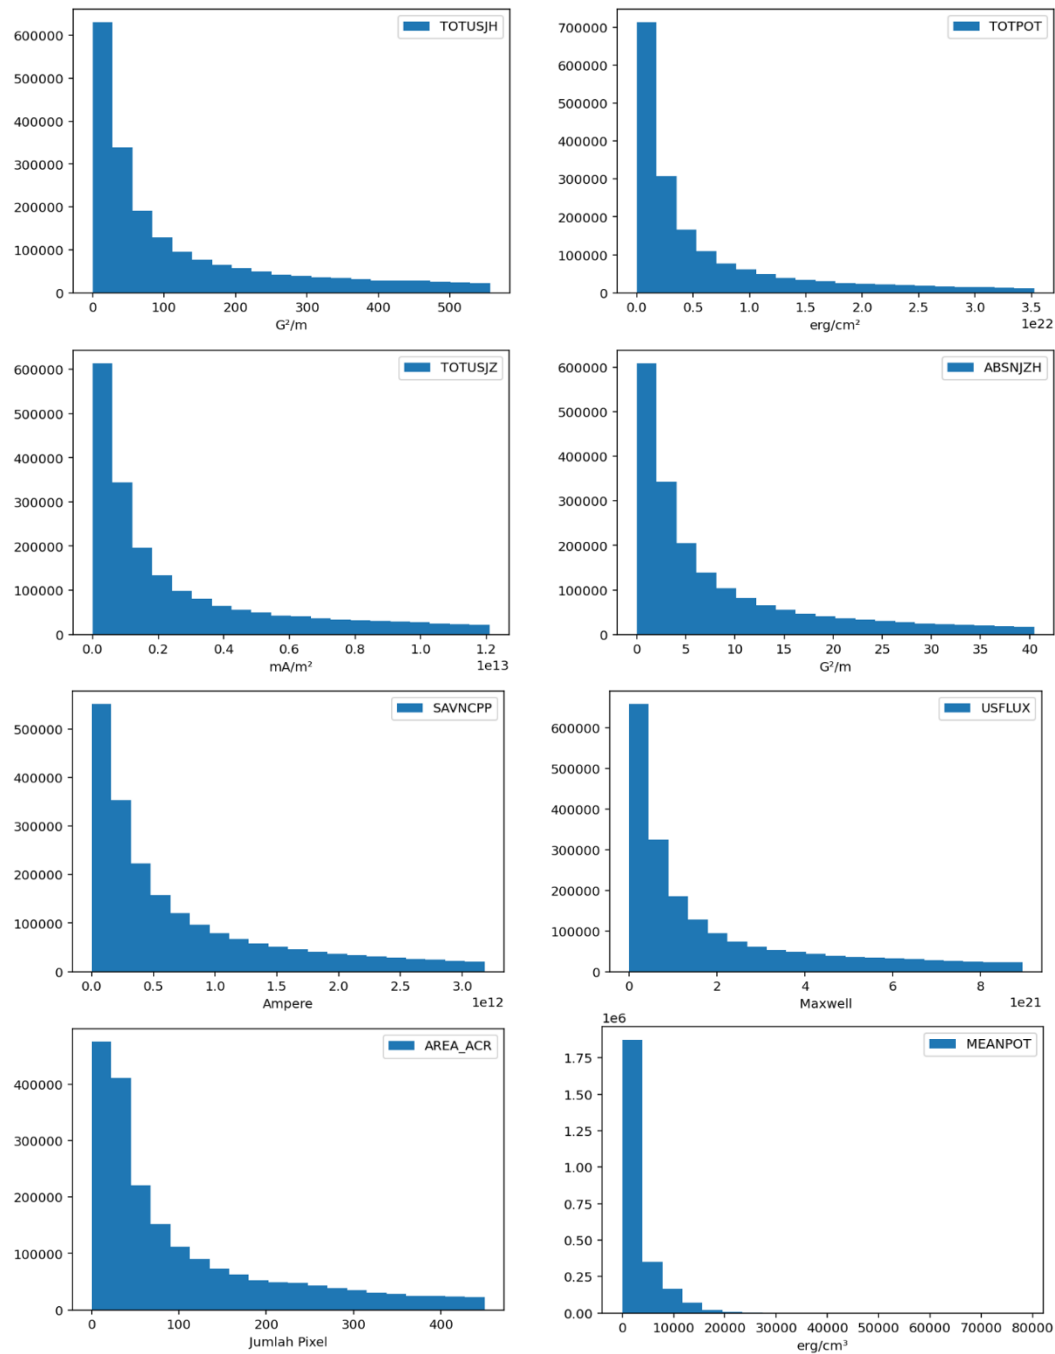 TOTUSJH
600000
500000
400000
300000
200000
100000
0
0 100 200 300 400 500
G²/m
TOTPOT
700000
600000
500000
400000
300000
200000
100000
0
0.0 0.5 1.0 1.5 2.0 2.5 3.0 3.5
1e22
erg/cm²
TOTUSJZ
600000
500000
400000
300000
200000
100000
0
0.0 0.2 0.4 0.6 0.8 1.0 1.2
1e13
mA/m²
ABSNJZH
600000
500000
400000
300000
200000
100000
0
0 5 10 15 20 25 30 35 40
G²/m
SAVNCPP
500000
400000
300000
200000
100000
0
0.0 0.5 1.0 1.5 2.0 2.5 3.0
1e12
Ampere
USFLUX
600000
500000
400000
300000
200000
100000
0
0 2 4 6 8
1e21
Maxwell
AREA_ACR
400000
300000
200000
100000
0
0 100 200 300 400
Jumlah Pixel
1e6
MEANPOT
1.75
1.50
1.25
1.00
0.75
0.50
0.25
0.00
0 10000 20000 30000 40000 50000 60000 70000 80000
erg/cm³